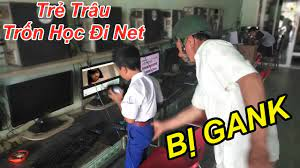 Trẻ Trâu
Trốn Học Đi Net
BỊ GANK